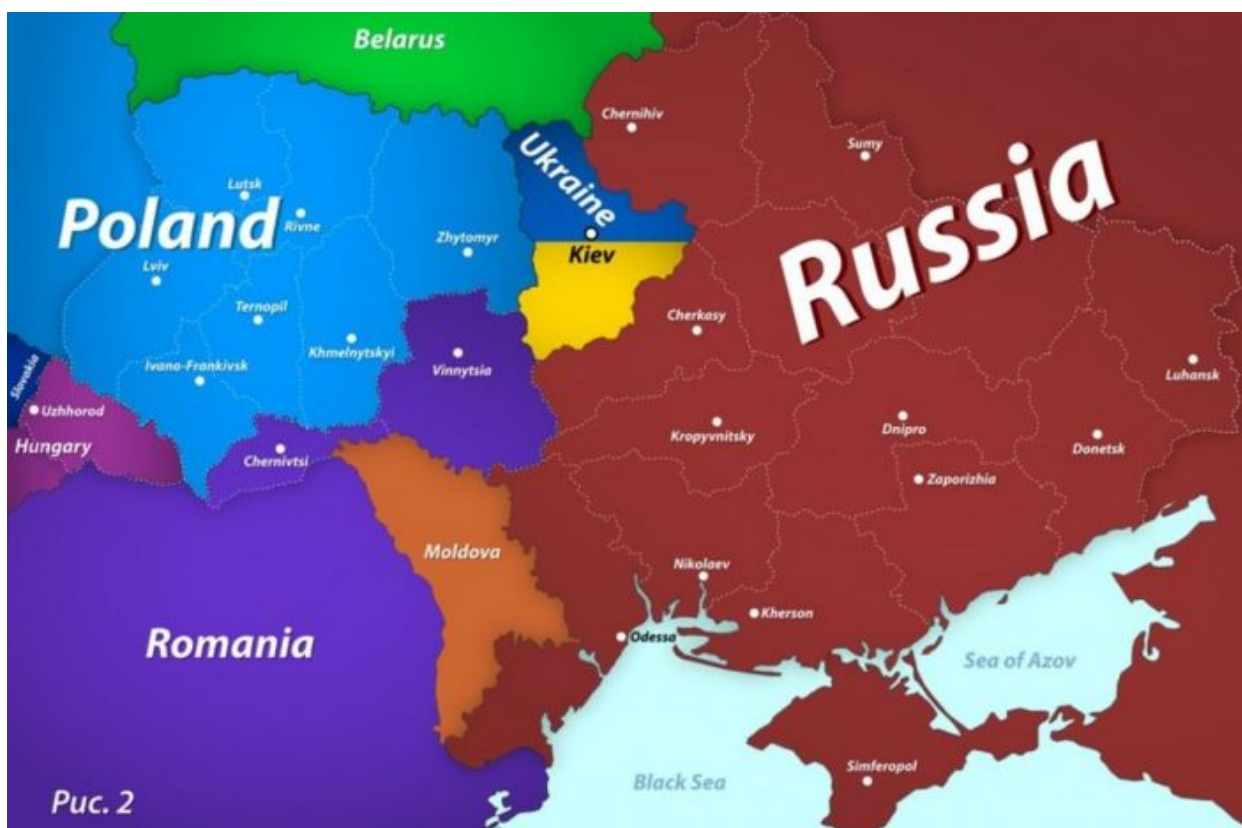 Belarus
Chernihiv
Sumy
Ukraine
Russia
Poland
Lutsk
Rivne
Zhytomyr
Kiev
Lviv
Ternopil
Cherkasy
Khmelnytskyi
Ivano-Frankivsk
Vinnytsia
Luhansk
Slovakia
Uzhhorod
Hungary
Chernivtsi
Kropyvnitsky
Dnipro
Donetsk
Zaporizhia
Moldova
Nikolaev
Kherson
Romania
Odessa
Sea of Azov
Black Sea
Simferopol
Рис. 2